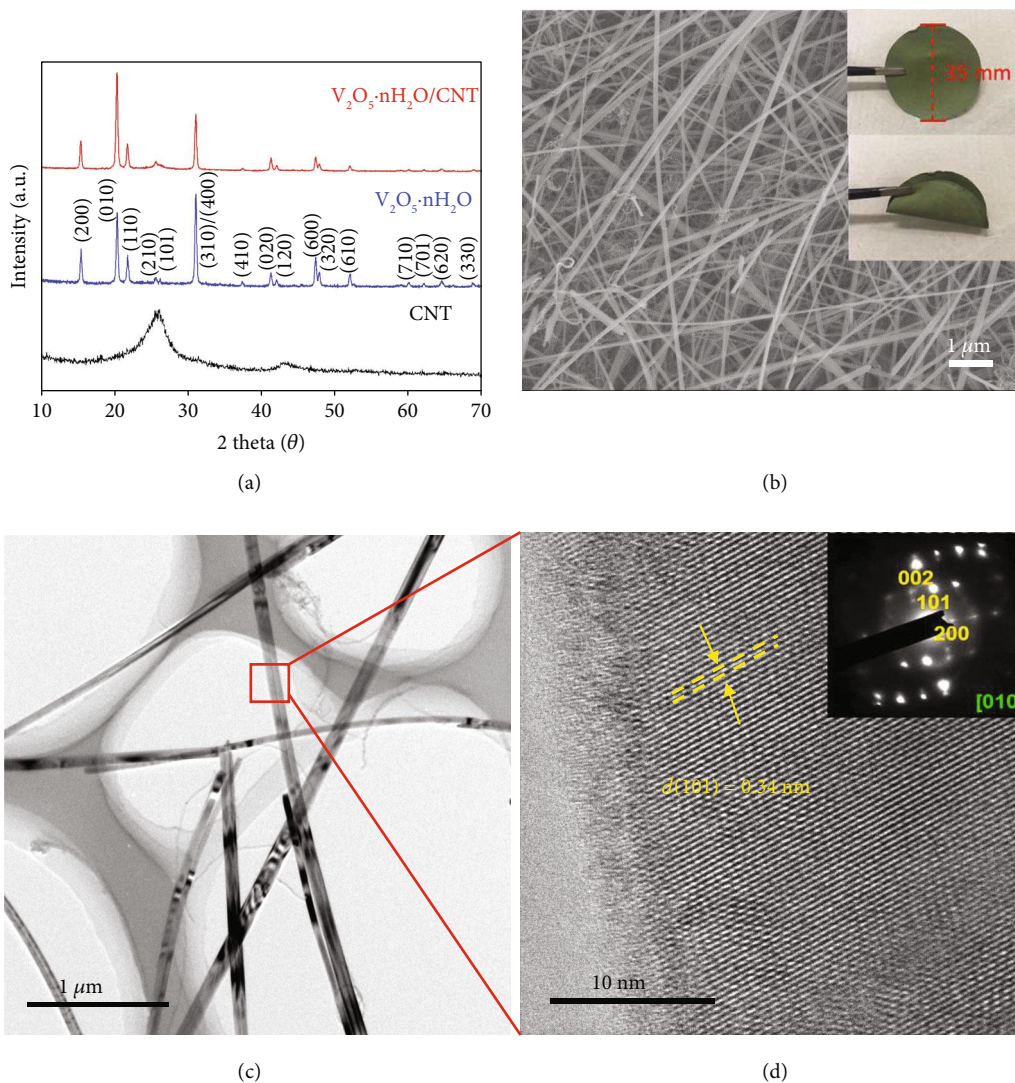 V2O5·nH2O/CNT
V2O5·nH2O
(200)
(010)
(110)
(210)
(101)
(310)/(400)
(410)
(020)
(120)
(600)
(320)
(610)
(710)
(701)
(620)
(330)
CNT
Intensity (a.u.)
10 20 30 40 50 60 70
2 theta (θ)
(a)
35 mm
1 μm
(b)
1 μm
(c)
002
101
200
[010
d(101) = 0.34 nm
10 nm
(d)